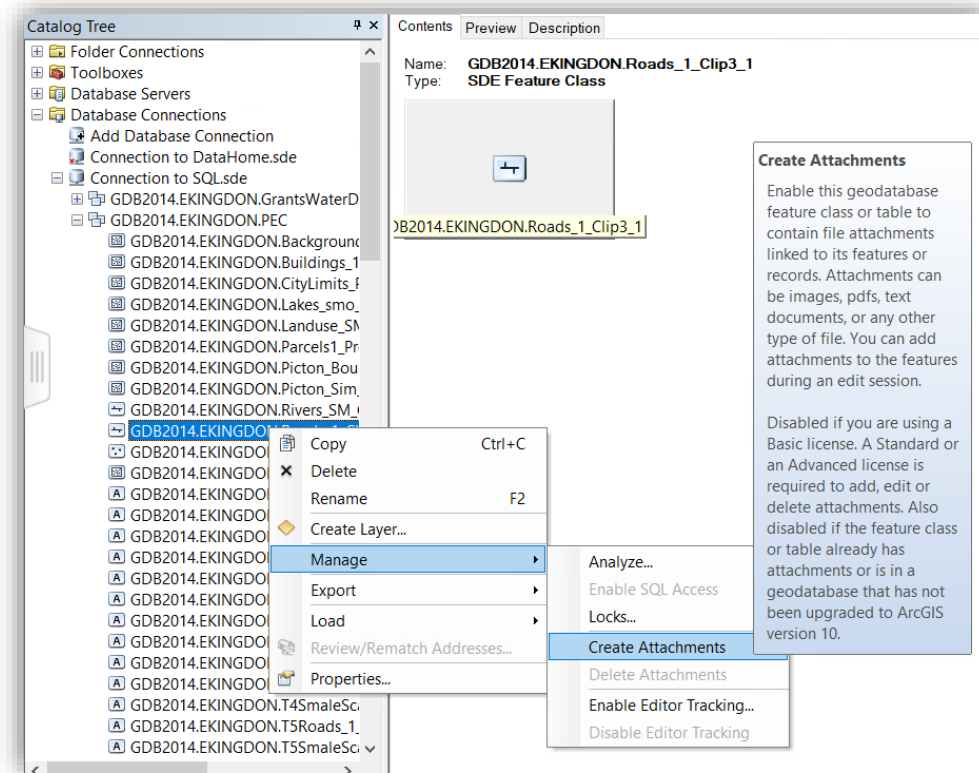 Catalog Tree
Folder Connections
Toolboxes
Database Servers
Database Connections
Add Database Connection
Connection to DataHome.sde
Connection to SQL.sde
GDB2014.EKINGDON.GrantsWaterD
GDB2014.EKINGDON.PEC
GDB2014.EKINGDON.Background
GDB2014.EKINGDON.Buildings_1
GDB2014.EKINGDON.CityLimits_
GDB2014.EKINGDON.Lakes_smo_
GDB2014.EKINGDON.Landuse_SM
GDB2014.EKINGDON.Parcels1_Pr
GDB2014.EKINGDON.Picton_Bou
GDB2014.EKINGDON.Picton_Sim_
GDB2014.EKINGDON.Rivers_SM_
GDB2014.EKINGDON.Roads_1_Cl
GDB2014.EKINGDO
GDB2014.EKINGDO
GDB2014.EKINGDO
GDB2014.EKINGDO
GDB2014.EKINGDO
GDB2014.EKINGDO
GDB2014.EKINGDO
GDB2014.EKINGDO
GDB2014.EKINGDO
GDB2014.EKINGDO
GDB2014.EKINGDO
GDB2014.EKINGDO
GDB2014.EKINGDON.T4SmaleSca
GDB2014.EKINGDON.T5Roads_1_
GDB2014.EKINGDON.T5SmaleSca
Contents Preview Description
Name: GDB2014.EKINGDON.Roads_1_Clip3_1
Type: SDE Feature Class
DB2014.EKINGDON.Roads_1_Clip3_1
Copy Ctrl+C
Delete
Rename F2
Create Layer...
Manage
Export
Load
Review/Rematch Addresses...
Properties...
Analyze...
Enable SQL Access
Locks...
Create Attachments
Delete Attachments
Enable Editor Tracking...
Disable Editor Tracking
Create Attachments
Enable this geodatabase
feature class or table to
contain file attachments
linked to its features or
records. Attachments can
be images, pdfs, text
documents, or any other
type of file. You can add
attachments to the features
during an edit session.
Disabled if you are using a
Basic license. A Standard or
an Advanced license is
required to add, edit or
delete attachments. Also
disabled if the feature class
or table already has
attachments or is in a
geodatabase that has not
been upgraded to ArcGIS
version 10.